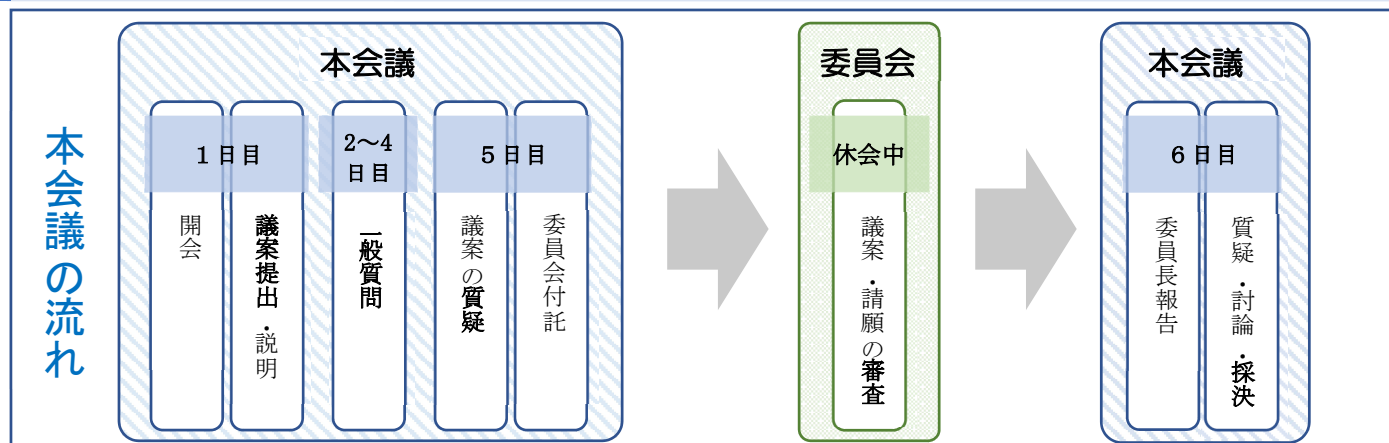 本会議の流れ
本会議
1日目
開会
議案提出・説明
2～4
日目
一般質問
5日目
議案の質疑
委員会付託
委員会
休会中
議案・請願の審査
本会議
6日目
委員長報告
質疑・討論・採決